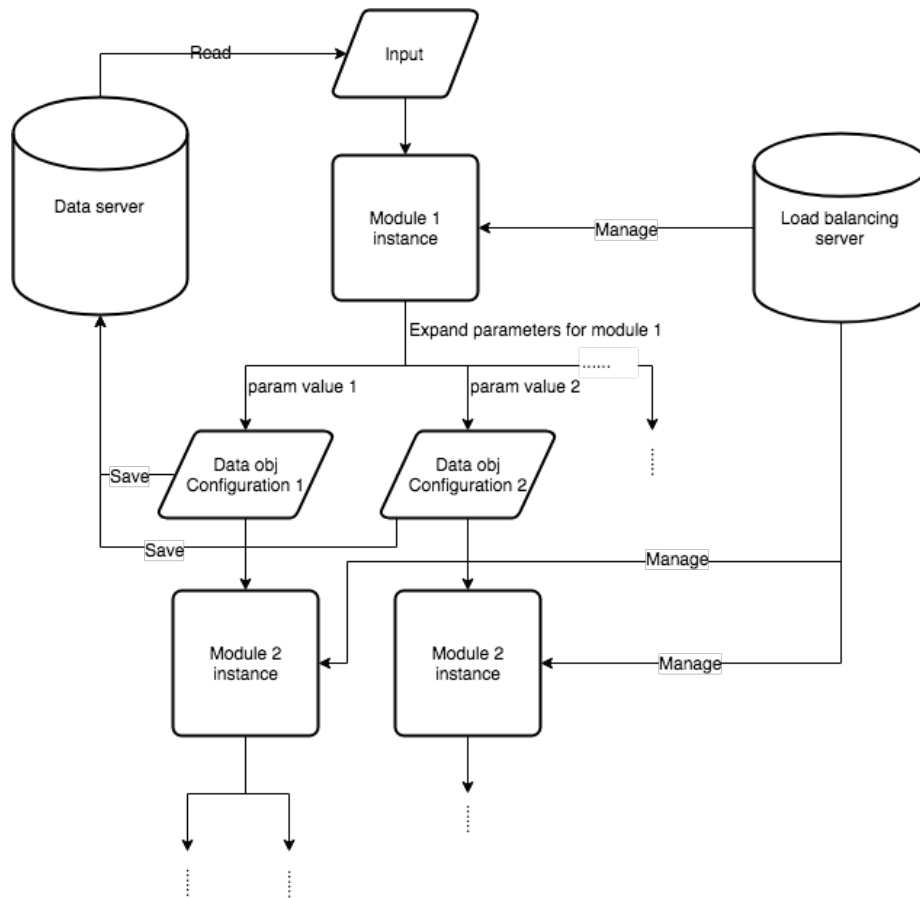 Read
Input
Data server
Module 1
instance
Manage
Load balancing
server
Expand parameters for module 1
......
param value 1
param value 2
Data obj
Configuration 1
Data obj
Configuration 2
......
Save
Save
Manage
Module 2
instance
Module 2
instance
Manage
......
......
......